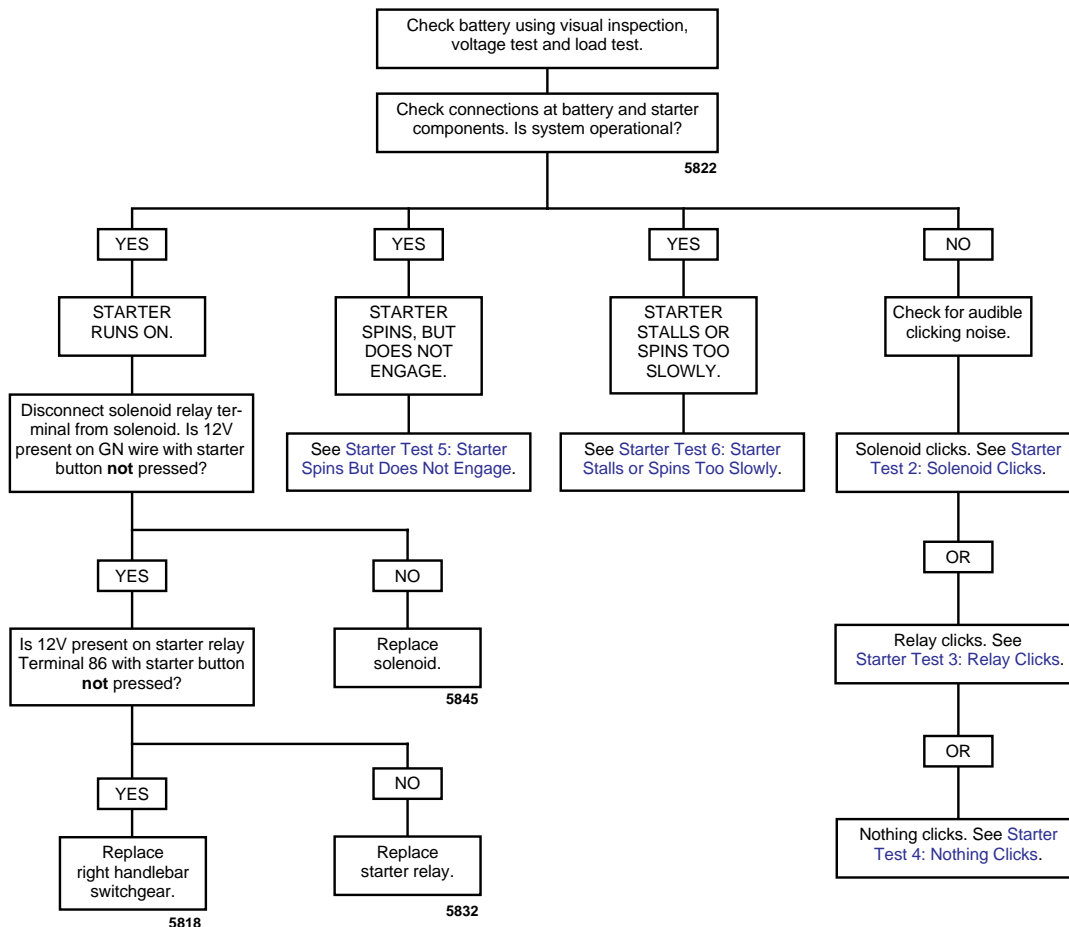 Check battery using visual inspection,
voltage test and load test.
Check connections at battery and starter
components. Is system operational?
5822
YES
YES
YES
NO
STARTER
RUNS ON.
STARTER
SPINS, BUT
DOES NOT
ENGAGE.
STARTER
STALLS OR
SPINS TOO
SLOWLY.
Check for audible
clicking noise.
Disconnect solenoid relay ter-
minal from solenoid. Is 12V
present on GN wire with starter
button not pressed?
See Starter Test 5: Starter
Spins But Does Not Engage.
See Starter Test 6: Starter
Stalls or Spins Too Slowly.
Solenoid clicks. See Starter
Test 2: Solenoid Clicks.
YES
NO
OR
Is 12V present on starter relay
Terminal 86 with starter button
not pressed?
Replace
solenoid.
5845
Relay clicks. See
Starter Test 3: Relay Clicks.
YES
NO
OR
Replace
right handlebar
switchgear.
5818
Replace
starter relay.
5832
Nothing clicks. See Starter
Test 4: Nothing Clicks.